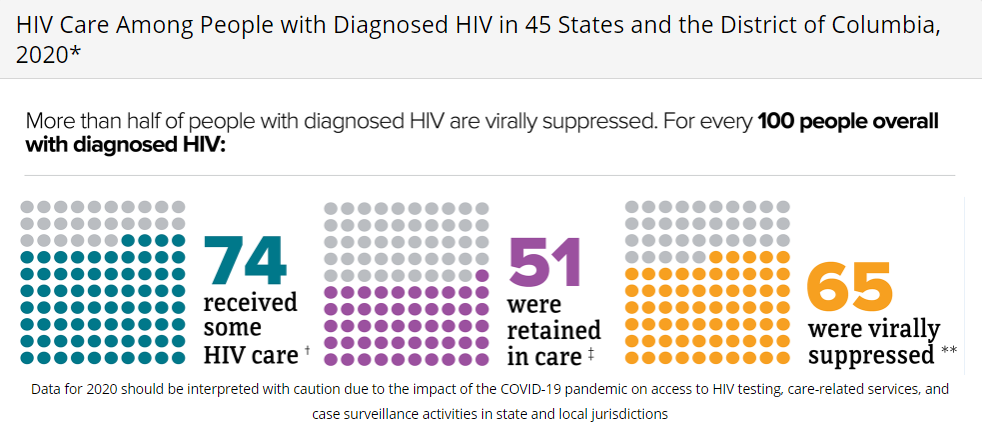 HIV Care Among People with Diagnosed HIV in 45 States and the District of Columbia,
2020*
More than half of people with diagnosed HIV are virally suppressed. For every 100 people overall
with diagnosed HIV:
74
received
some
HIV care †
51
were
retained
in care ‡
65
were virally
suppressed **
Data for 2020 should be interpreted with caution due to the impact of the COVID-19 pandemic on access to HIV testing, care-related services, and
case surveillance activities in state and local jurisdictions